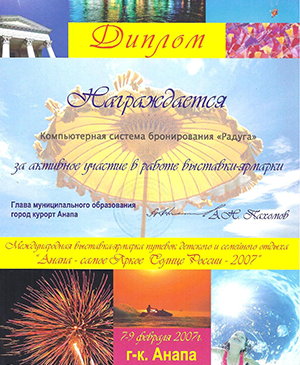 Диплом
Награждается
Компьютерная система бронирования «Радуга»
за активное участие в работе выставки-ярмарки
Глава муниципального образования
город курорт Анапа
А.Н Пахомов
Международная выставка-ярмарка путевок детского и семейного отдыха
"Анапа - самое Яркое Солнце России - 2007"
7-9 февраля 2007г.
г-к. Анапа